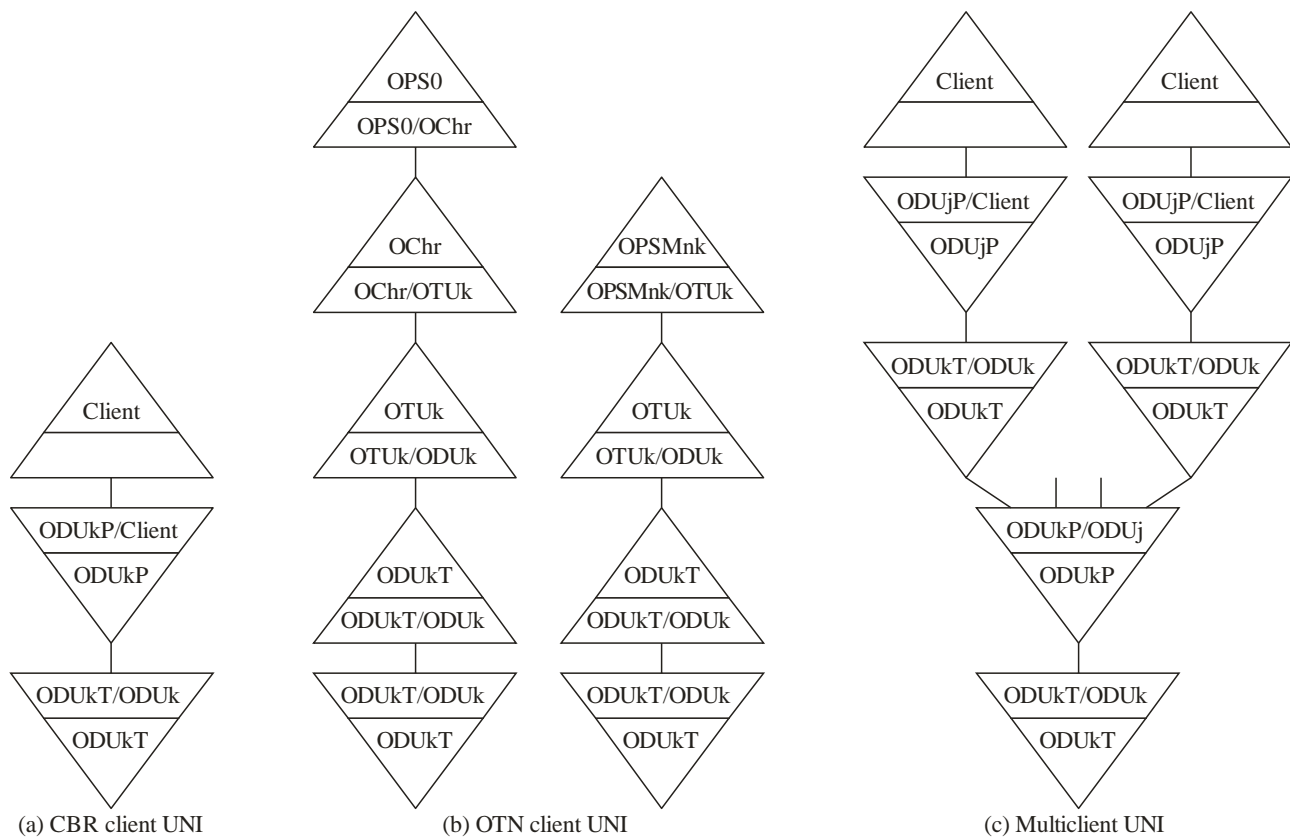 Client
ODUkP/Client
ODUkP
ODUkT/ODUk
ODUkT
(a) CBR client UNI
OPS0
OPS0/OChr
OChr
OChr/OTUk
OTUk
OTUk/ODUk
ODUkT
ODUkT/ODUk
ODUkT/ODUk
ODUkT
OPSMnk
OPSMnk/OTUk
OTUk
OTUk/ODUk
ODUkT
ODUkT/ODUk
ODUkT/ODUk
ODUkT
(b) OTN client UNI
Client
ODUjP/Client
ODUjP
ODUkT/ODUk
ODUkT
Client
ODUjP/Client
ODUjP
ODUkT/ODUk
ODUkT
ODUkP/ODUj
ODUkP
ODUkT/ODUk
ODUkT
(c) Multiclient UNI